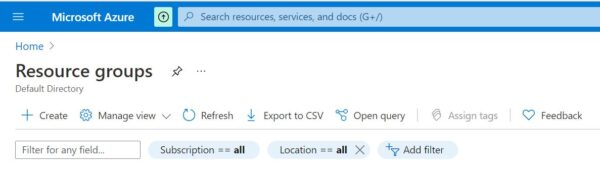 Microsoft Azure Search resources, services, and docs (G+/)
Home >
Resource groups ...
Default Directory
+ Create Manage view Refresh Export to CSV Open query Assign tags Feedback
Filter for any field... Subscription == all Location == all Add filter